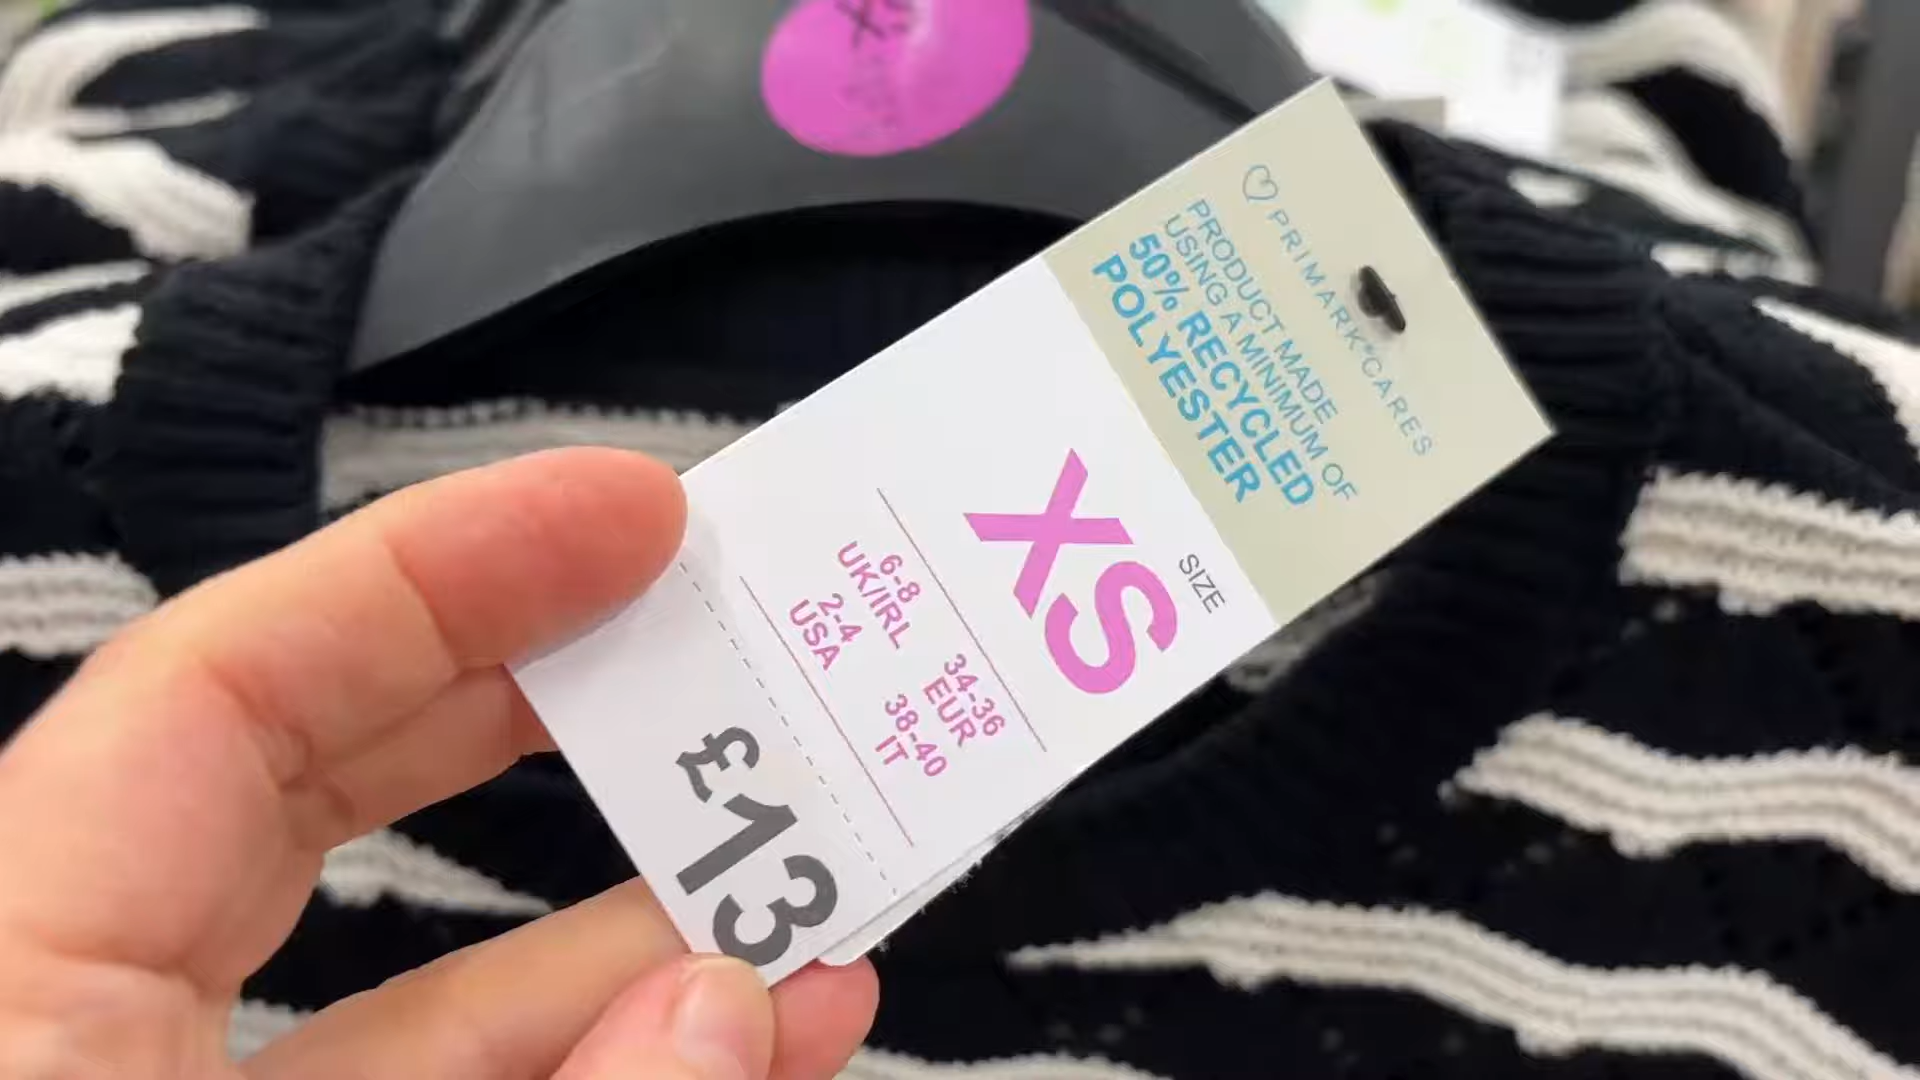 PRIMARK CARES
PRODUCT MADE
USING A MINIMUM OF
50% RECYCLED
POLYESTER
SIZE
XS
34-36
EUR
6-8
UK/IRL
38-40
IT
2-4
USA
£13